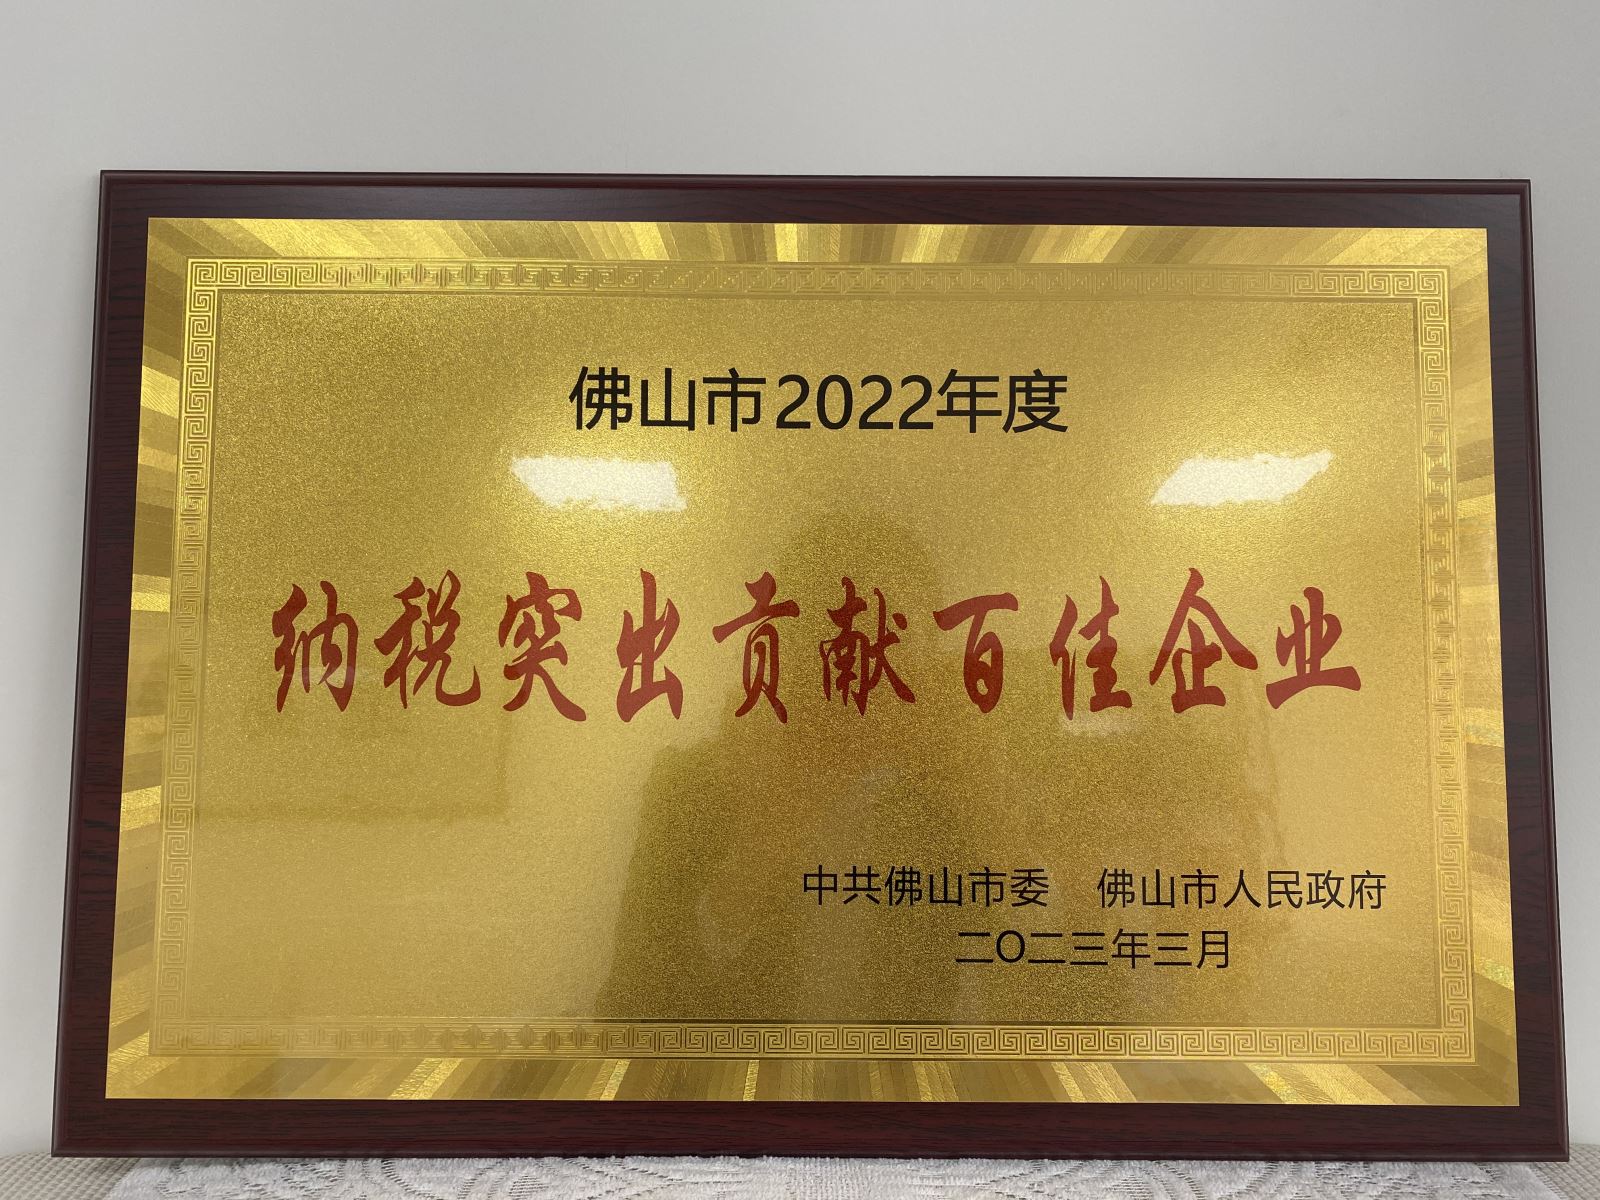 佛山市2022年度
纳税突出贡献百佳企业
中共佛山市委 佛山市人民政府
二〇二三年三月